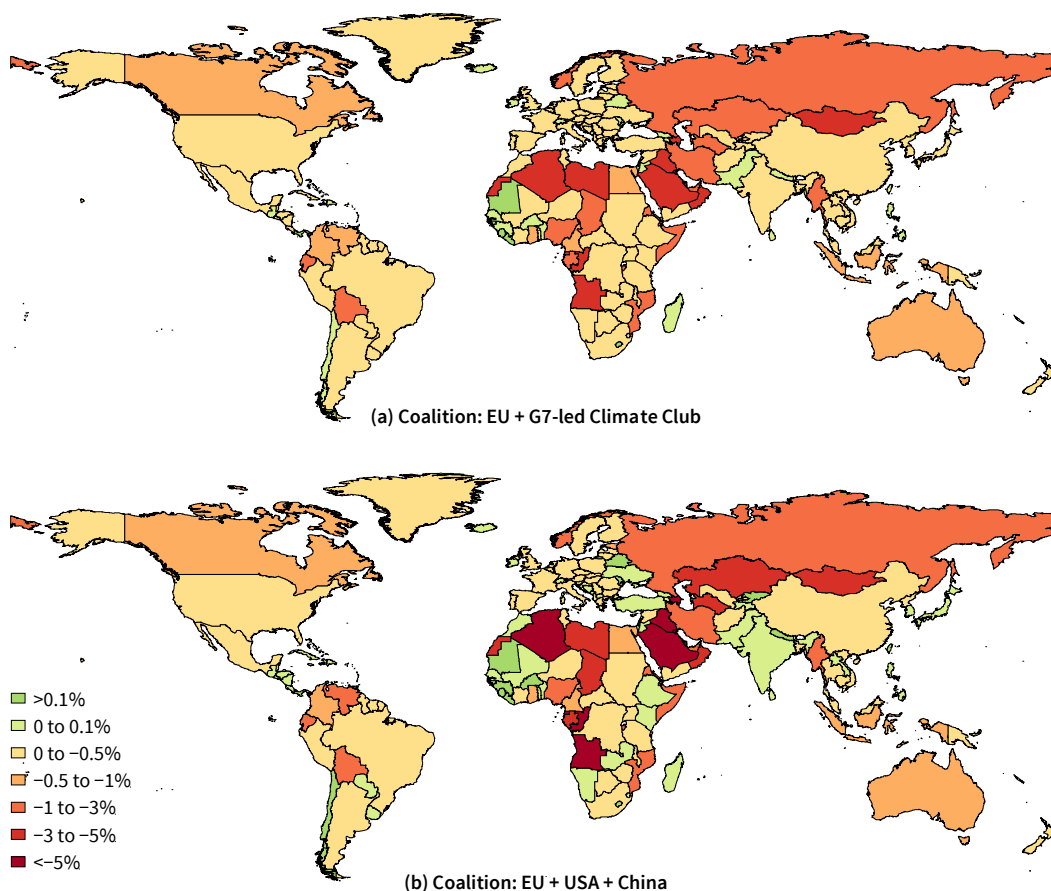 (a) Coalition: EU + G7-led Climate Club
>0.1%
0 to 0.1%
0 to −0.5%
−0.5 to −1%
−1 to −3%
−3 to −5%
<−5%
(b) Coalition: EU + USA + China